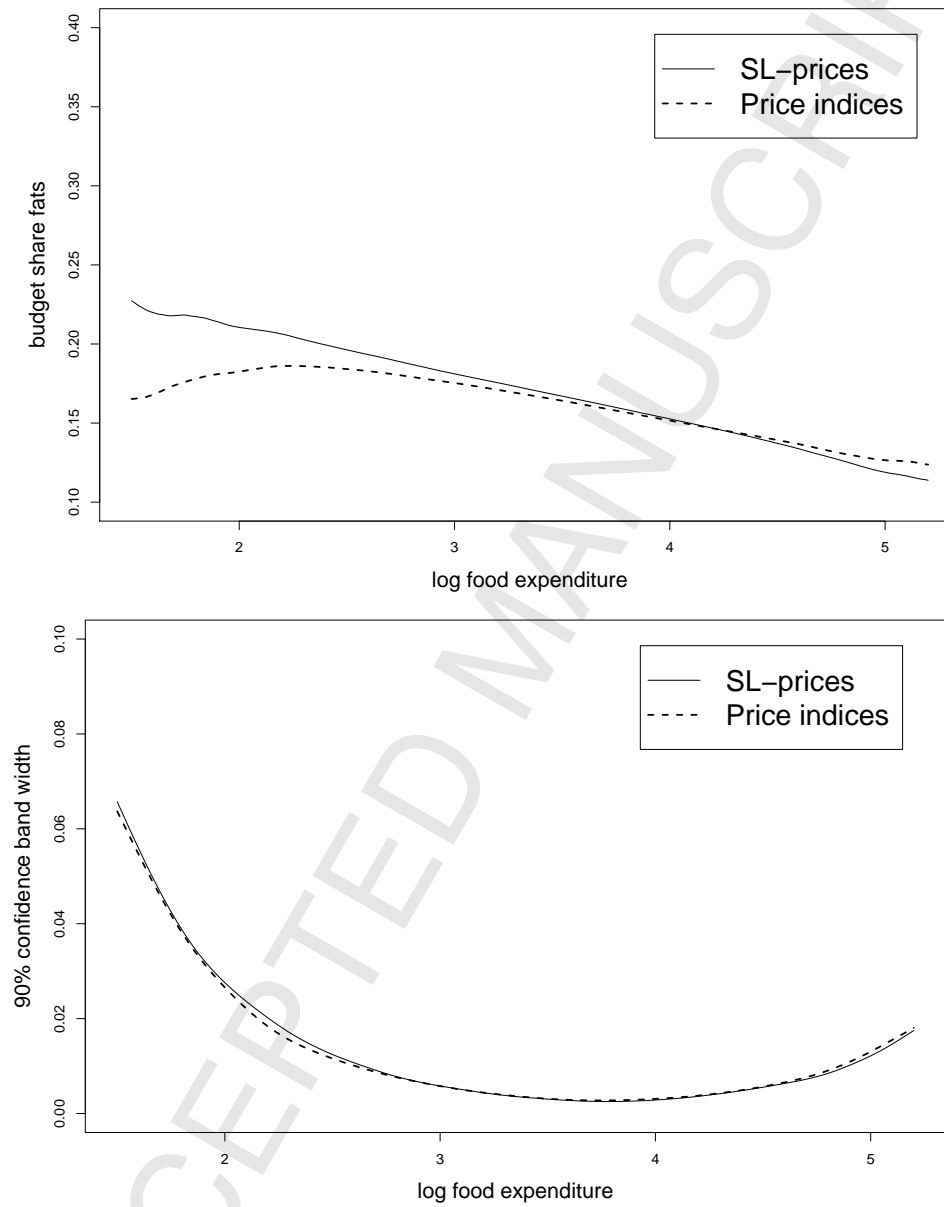 0.40
0.35
0.30
0.25
0.20
0.15
0.10
budget share fats
SL−prices
Price indices
2 3 4 5
log food expenditure
0.10
0.08
0.06
0.04
0.02
0.00
90% confidence band width
SL−prices
Price indices
2 3 4 5
log food expenditure
CEPTED MANUSCRIP